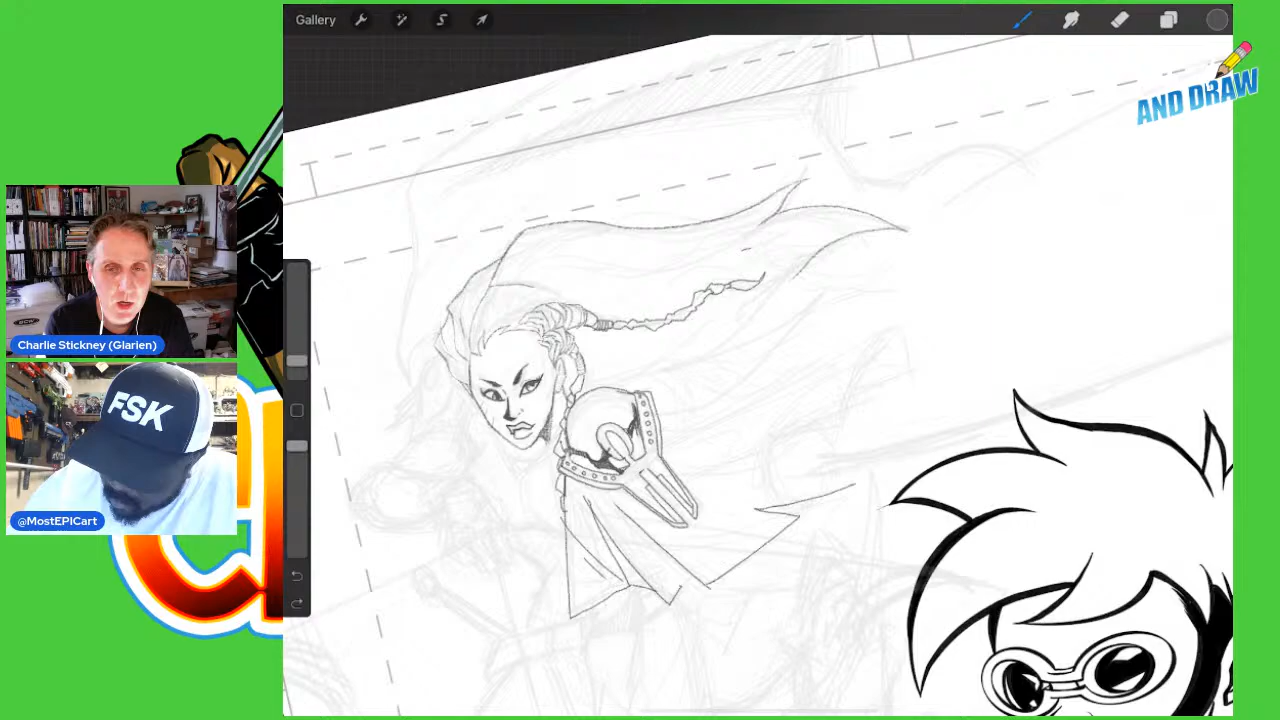 Gallery
AND DRAW
Charlie Stickney (Glarien)
FSK
@MostEPICart